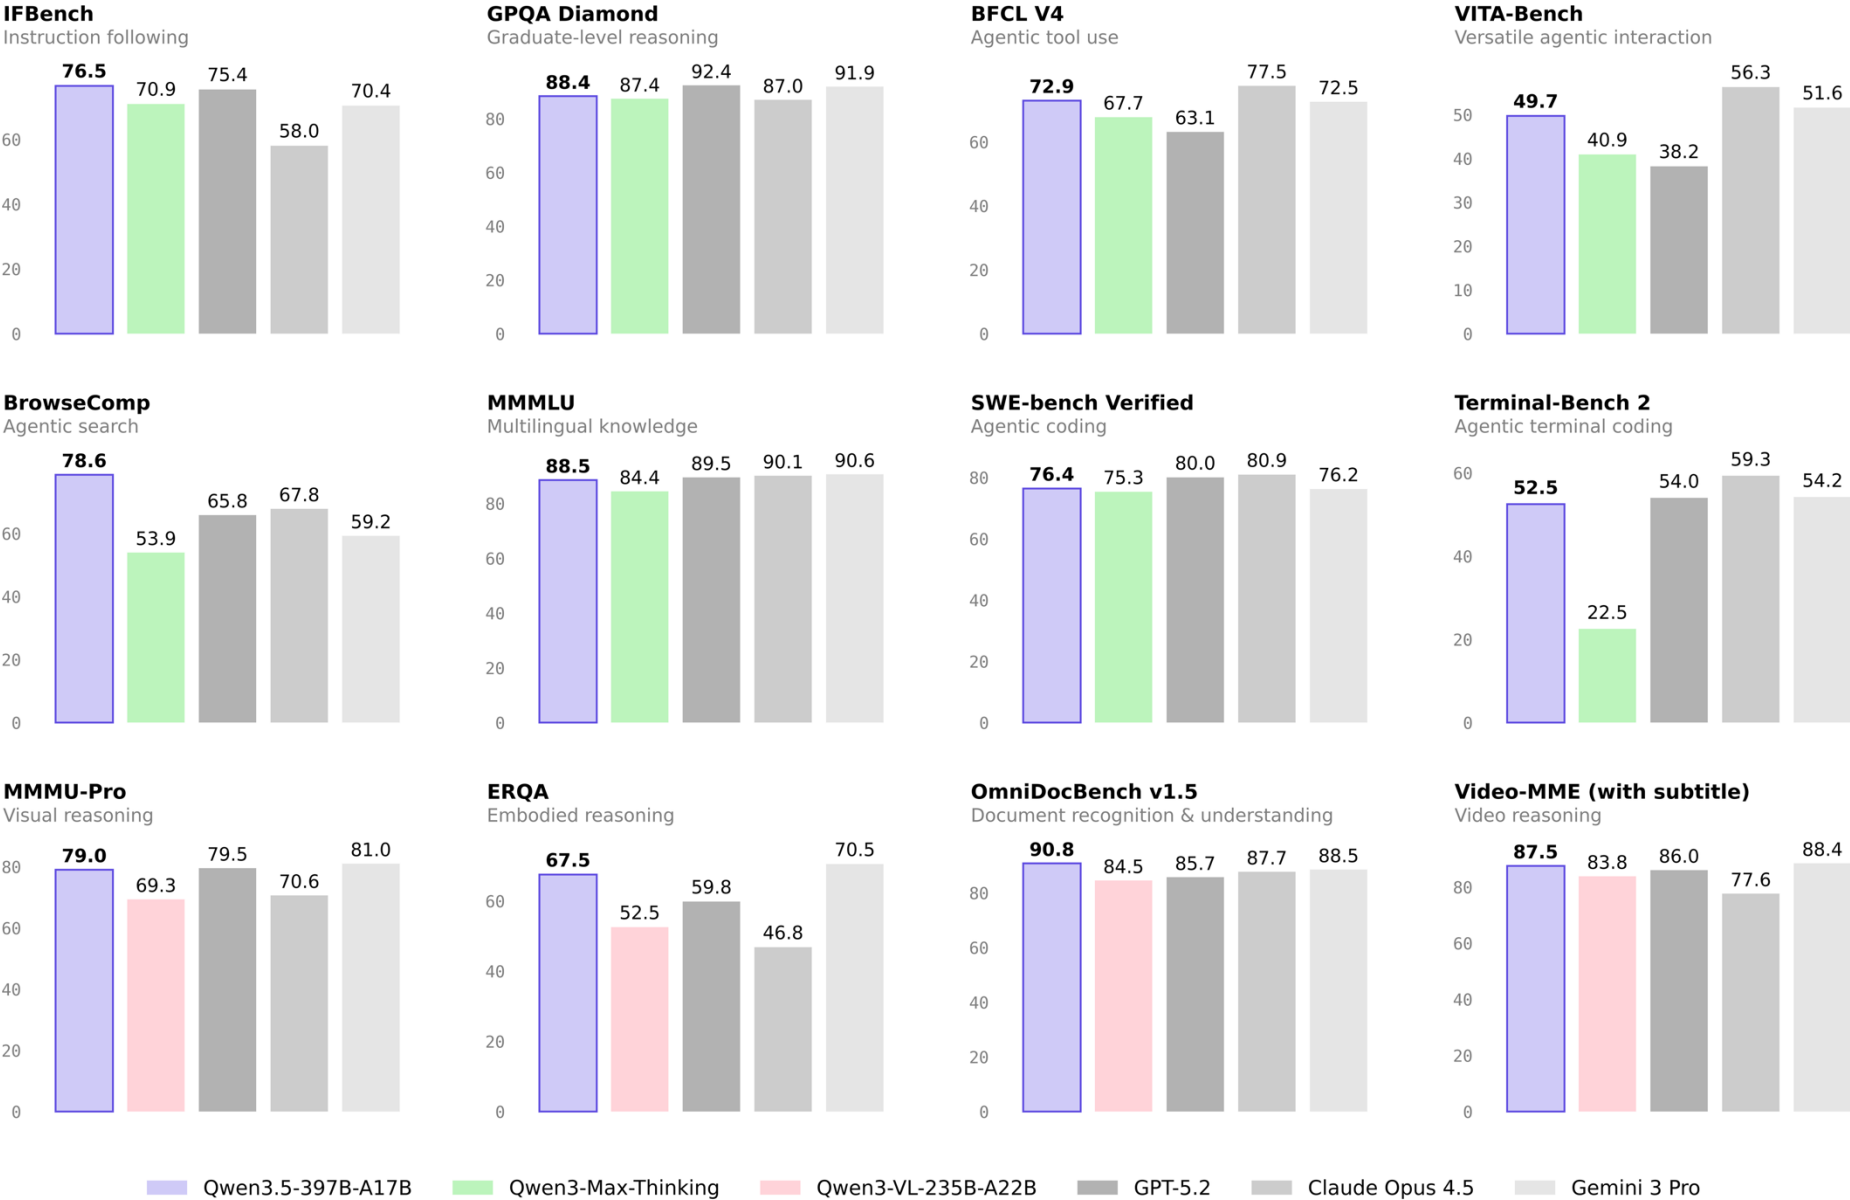 IFBench
Instruction following
76.5 70.9 75.4 58.0 70.4
60
40
20
0
GPQA Diamond
Graduate-level reasoning
88.4 87.4 92.4 87.0 91.9
80
60
40
20
0
BFCL V4
Agentic tool use
72.9 67.7 63.1 77.5 72.5
60
40
20
0
VITA-Bench
Versatile agentic interaction
49.7 40.9 38.2 56.3 51.6
50
40
30
20
10
0
BrowseComp
Agentic search
78.6 53.9 65.8 67.8 59.2
60
40
20
0
MMMLU
Multilingual knowledge
88.5 84.4 89.5 90.1 90.6
80
60
40
20
0
SWE-bench Verified
Agentic coding
76.4 75.3 80.0 80.9 76.2
80
60
40
20
0
Terminal-Bench 2
Agentic terminal coding
52.5 22.5 54.0 59.3 54.2
60
40
20
0
MMMU-Pro
Visual reasoning
79.0 69.3 79.5 70.6 81.0
80
60
40
20
0
ERQA
Embodied reasoning
67.5 52.5 59.8 46.8 70.5
60
40
20
0
OmniDocBench v1.5
Document recognition & understanding
90.8 84.5 85.7 87.7 88.5
80
60
40
20
0
Video-MME (with subtitle)
Video reasoning
87.5 83.8 86.0 77.6 88.4
80
60
40
20
0
Qwen3.5-397B-A17B Qwen3-Max-Thinking Qwen3-VL-235B-A22B GPT-5.2 Claude Opus 4.5 Gemini 3 Pro